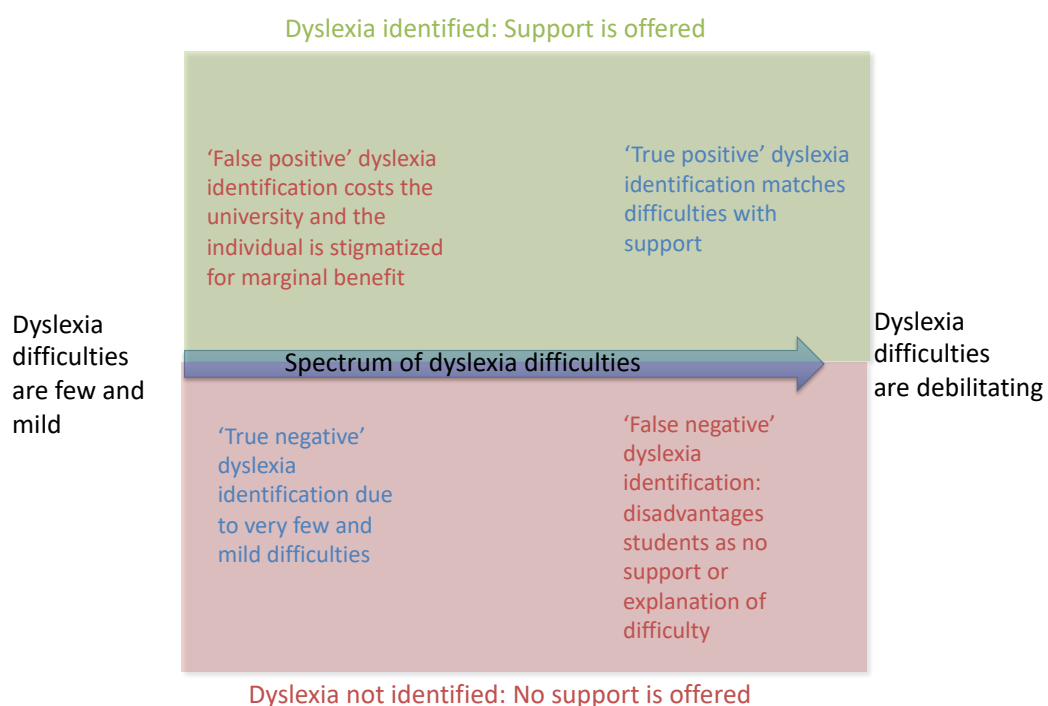 Dyslexia identified: Support is offered
‘False positive’ dyslexia
identification costs the
university and the
individual is stigmatized
for marginal benefit
‘True positive’ dyslexia
identification matches
difficulties with
support
Dyslexia
difficulties
are few and
mild
Spectrum of dyslexia difficulties
Dyslexia
difficulties
are debilitating
‘True negative’
dyslexia
identification due
to very few and
mild difficulties
‘False negative’
dyslexia
identification:
disadvantages
students as no
support or
explanation of
difficulty
Dyslexia not identified: No support is offered